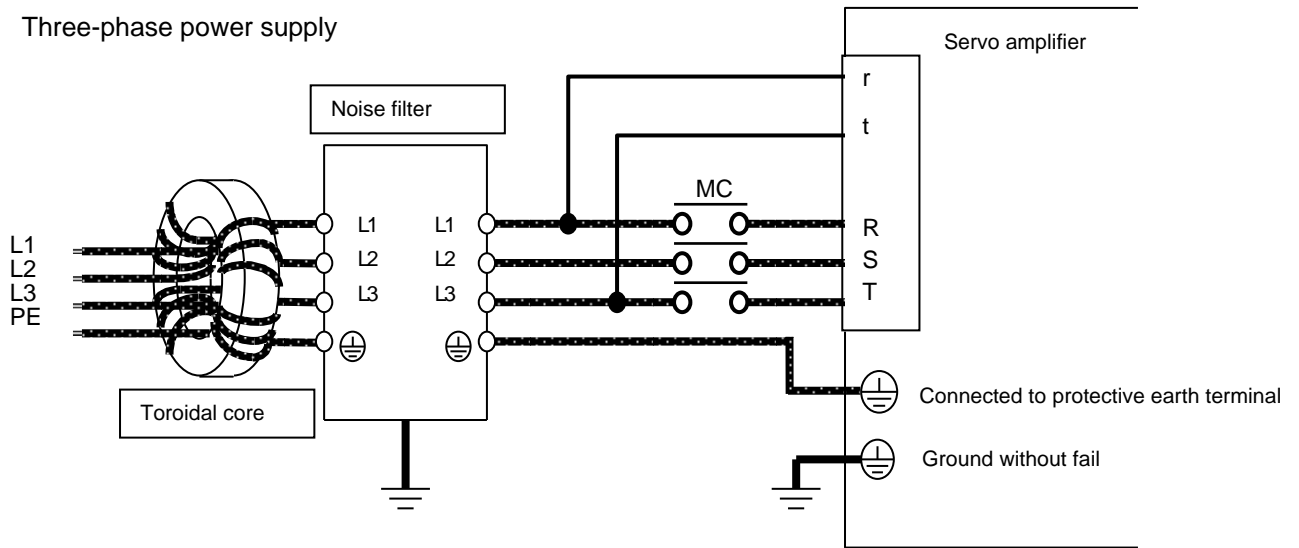 Three-phase power supply
Servo amplifier
r
Noise filter
t
MC
L1 L1 R
L1
L2 L2 S
L2
L3 L3 T
L3
PE
Toroidal core
Connected to protective earth terminal
Ground without fail